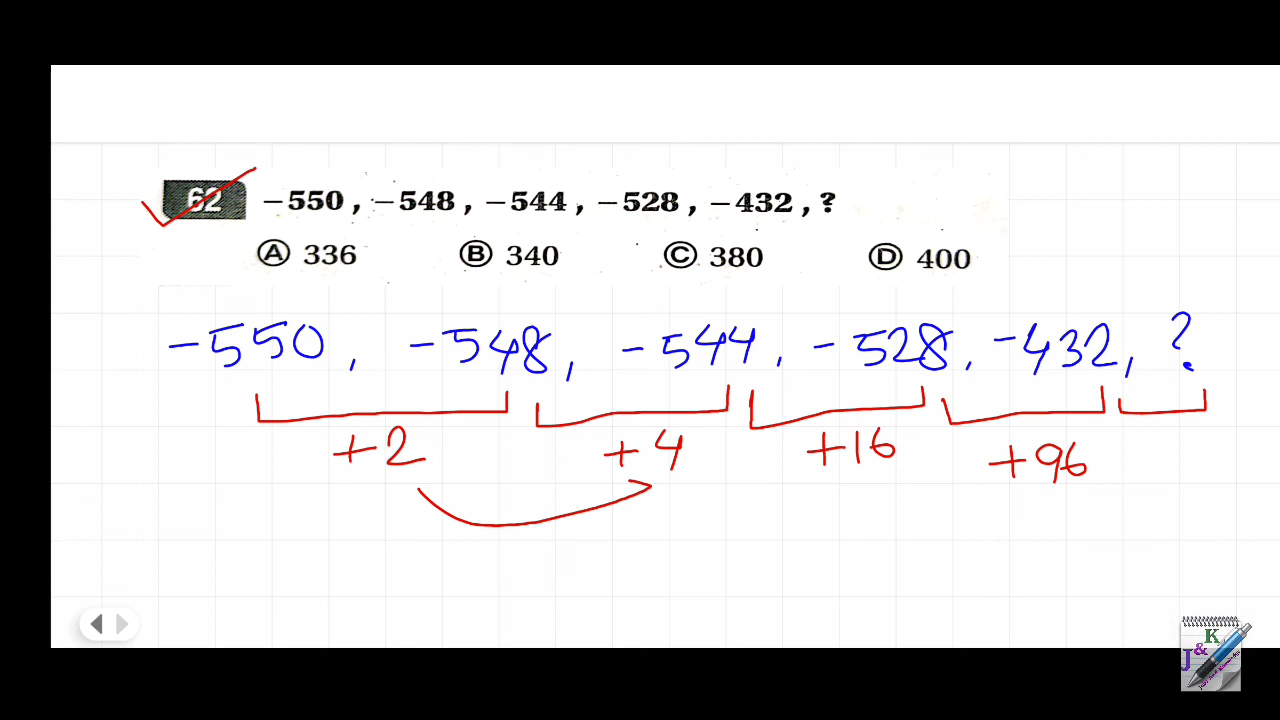 62 −550 , −548 , −544 , −528 , −432 , ?
Ⓐ 336 Ⓑ 340 Ⓒ 380 Ⓓ 400
−550, −548, −544, −528, −432, ?
+2 +4 +16 +96
J & K